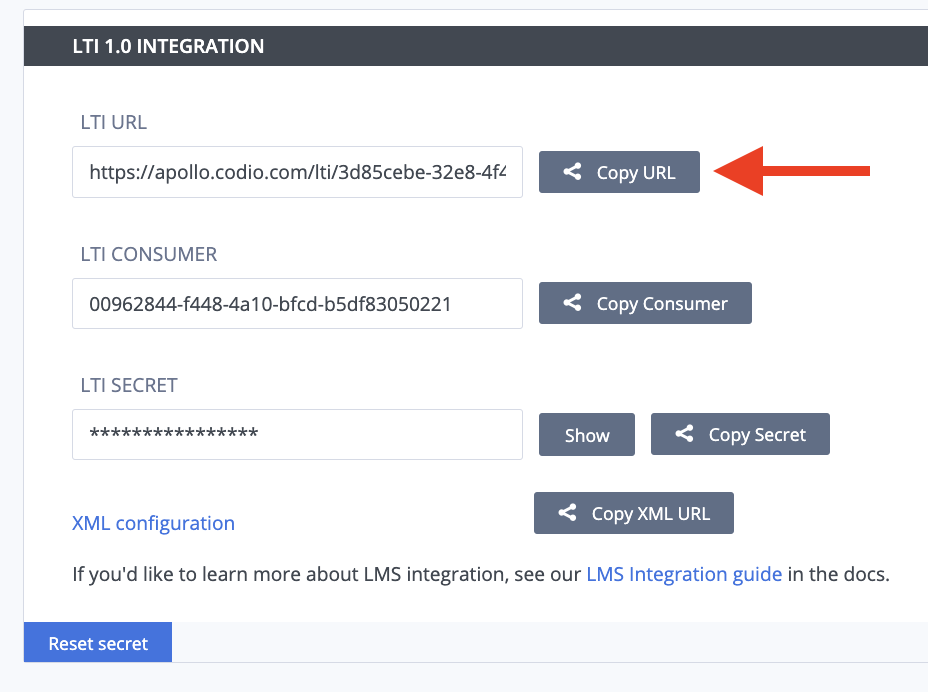 LTI 1.0 INTEGRATION
LTI URL
https://apollo.codio.com/lti/3d85cebe-32e8-4f4
Copy URL
LTI CONSUMER
00962844-f448-4a10-bfcd-b5df83050221
Copy Consumer
LTI SECRET
****************
Show
Copy Secret
XML configuration
Copy XML URL
If you'd like to learn more about LMS integration, see our LMS Integration guide in the docs.
Reset secret